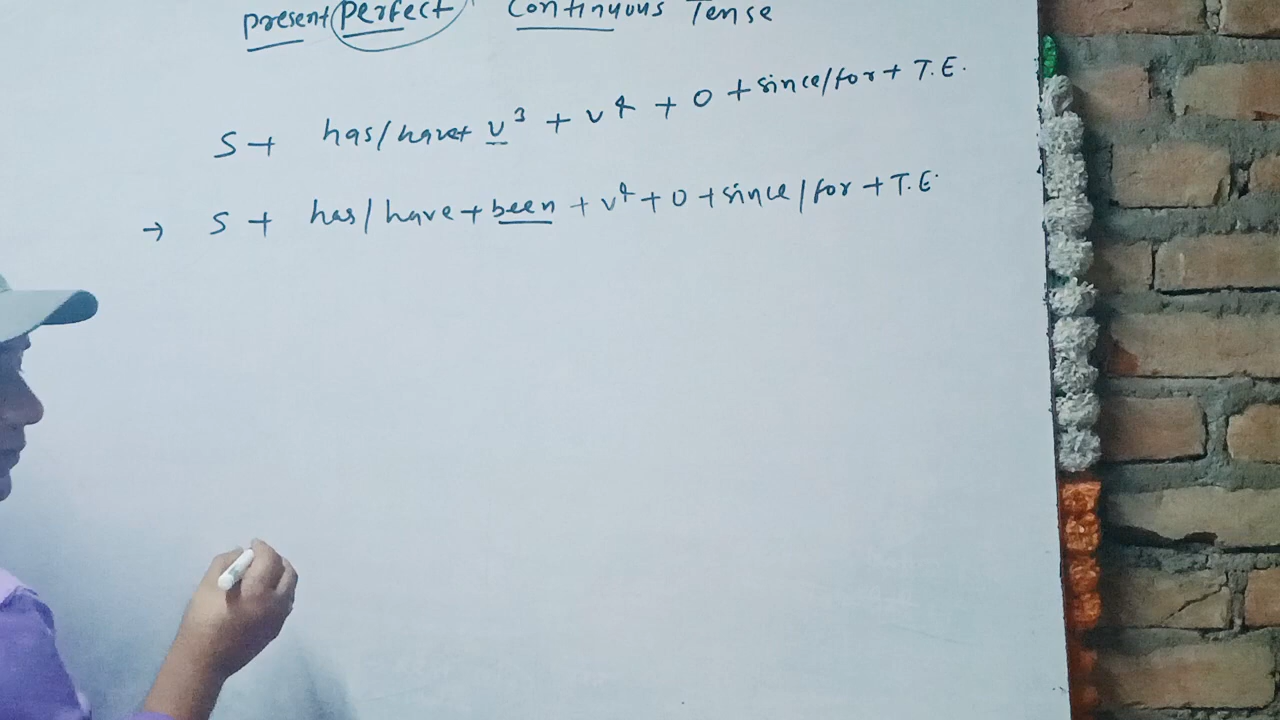 present perfect continuous Tense
S + has/have + v³ + v⁴ + o + since/for + T.E.
→ S + has/have + been + v⁴ + o + since/for + T.E.